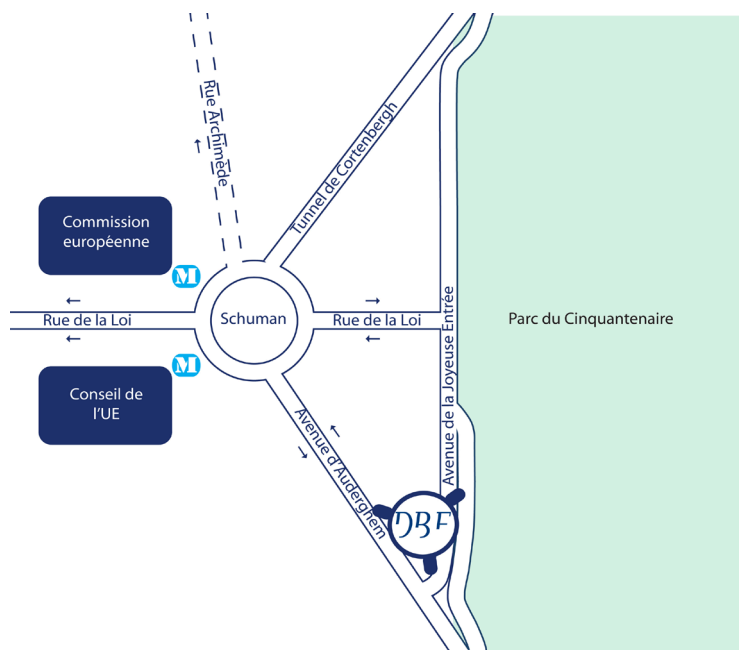 Rue Archimède
Tunnel de Cortenbergh
Commission
européenne
M
Rue de la Loi
Schuman
Rue de la Loi
Parc du Cinquantenaire
M
Conseil de
l'UE
Avenue de la Joyeuse Entrée
Avenue d'Auderghem
DBF